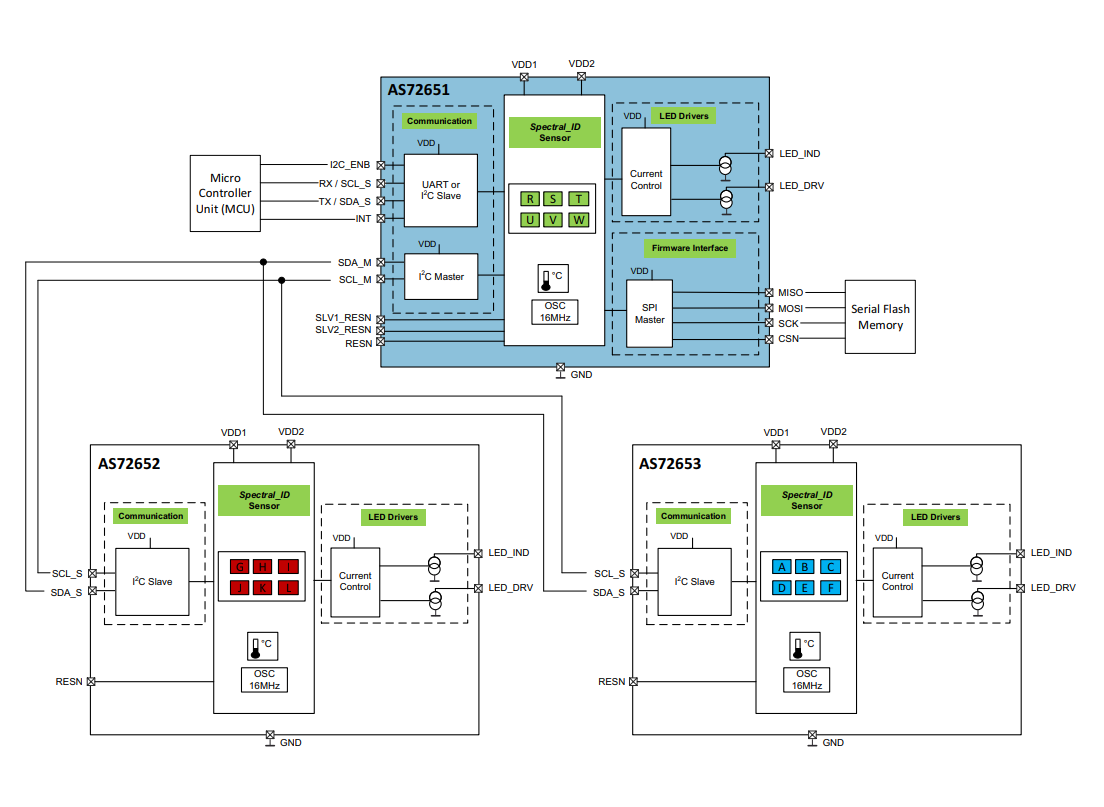 VDD1
VDD2
AS72651
Communication
VDD
UART or
I²C Slave
VDD
I²C Master
Spectral_ID
Sensor
R S T
U V W
°C
OSC
16MHz
LED Drivers
VDD
Current
Control
LED_IND
LED_DRV
Firmware Interface
VDD
SPI
Master
MISO
MOSI
SCK
CSN
Serial Flash
Memory
Micro
Controller
Unit (MCU)
I2C_ENB
RX / SCL_S
TX / SDA_S
INT
SDA_M
SCL_M
SLV1_RESN
SLV2_RESN
RESN
GND
VDD1
VDD2
AS72652
Communication
VDD
I²C Slave
SCL_S
SDA_S
RESN
Spectral_ID
Sensor
G H I
J K L
°C
OSC
16MHz
LED Drivers
VDD
Current
Control
LED_IND
LED_DRV
GND
VDD1
VDD2
AS72653
Communication
VDD
I²C Slave
SCL_S
SDA_S
RESN
Spectral_ID
Sensor
A B C
D E F
°C
OSC
16MHz
LED Drivers
VDD
Current
Control
LED_IND
LED_DRV
GND